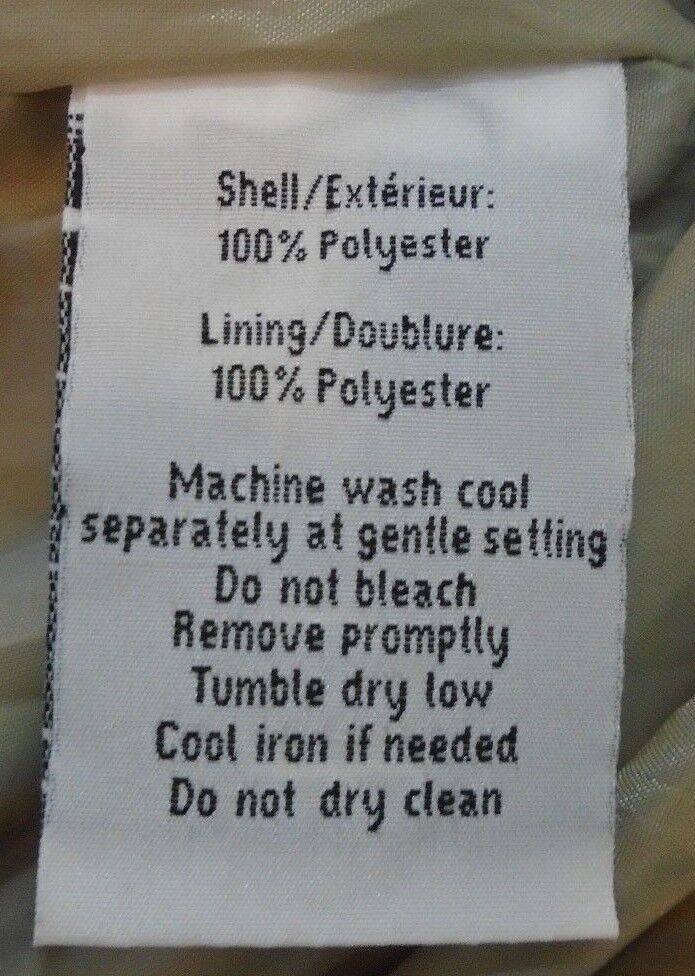 Shell/Extérieur:
100% Polyester
Lining/Doublure:
100% Polyester
Machine wash cool
separately at gentle setting
Do not bleach
Remove promptly
Tumble dry low
Cool iron if needed
Do not dry clean